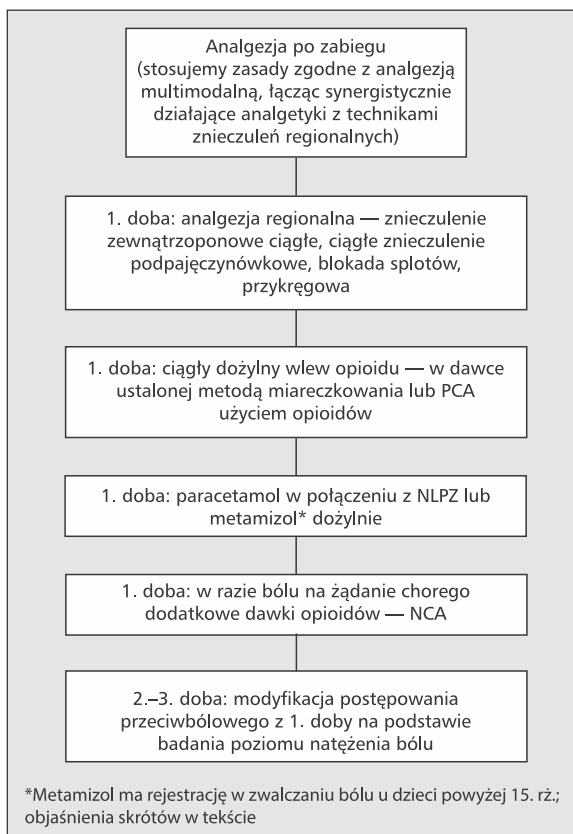 Analgezja po zabiegu
(stosujemy zasady zgodne z analgezją
multimodalną, łącząc synergistycznie
działające analgetyki z technikami
znieczuleń regionalnych)
1. doba: analgezja regionalna — znieczulenie
zewnątrzoponowe ciągłe, ciągłe znieczulenie
podpajęczynówkowe, blokada splotów,
przykręgowa
1. doba: ciągły dożylny wlew opioidu — w dawce
ustalonej metodą miareczkowania lub PCA
użyciem opioidów
1. doba: paracetamol w połączeniu z NLPZ lub
metamizol* dożylnie
1. doba: w razie bólu na żądanie chorego
dodatkowe dawki opioidów — NCA
2.–3. doba: modyfikacja postępowania
przeciwbólowego z 1. doby na podstawie
badania poziomu natężenia bólu
*Metamizol ma rejestrację w zwalczaniu bólu u dzieci powyżej 15. rż.;
objaśnienia skrótów w tekście